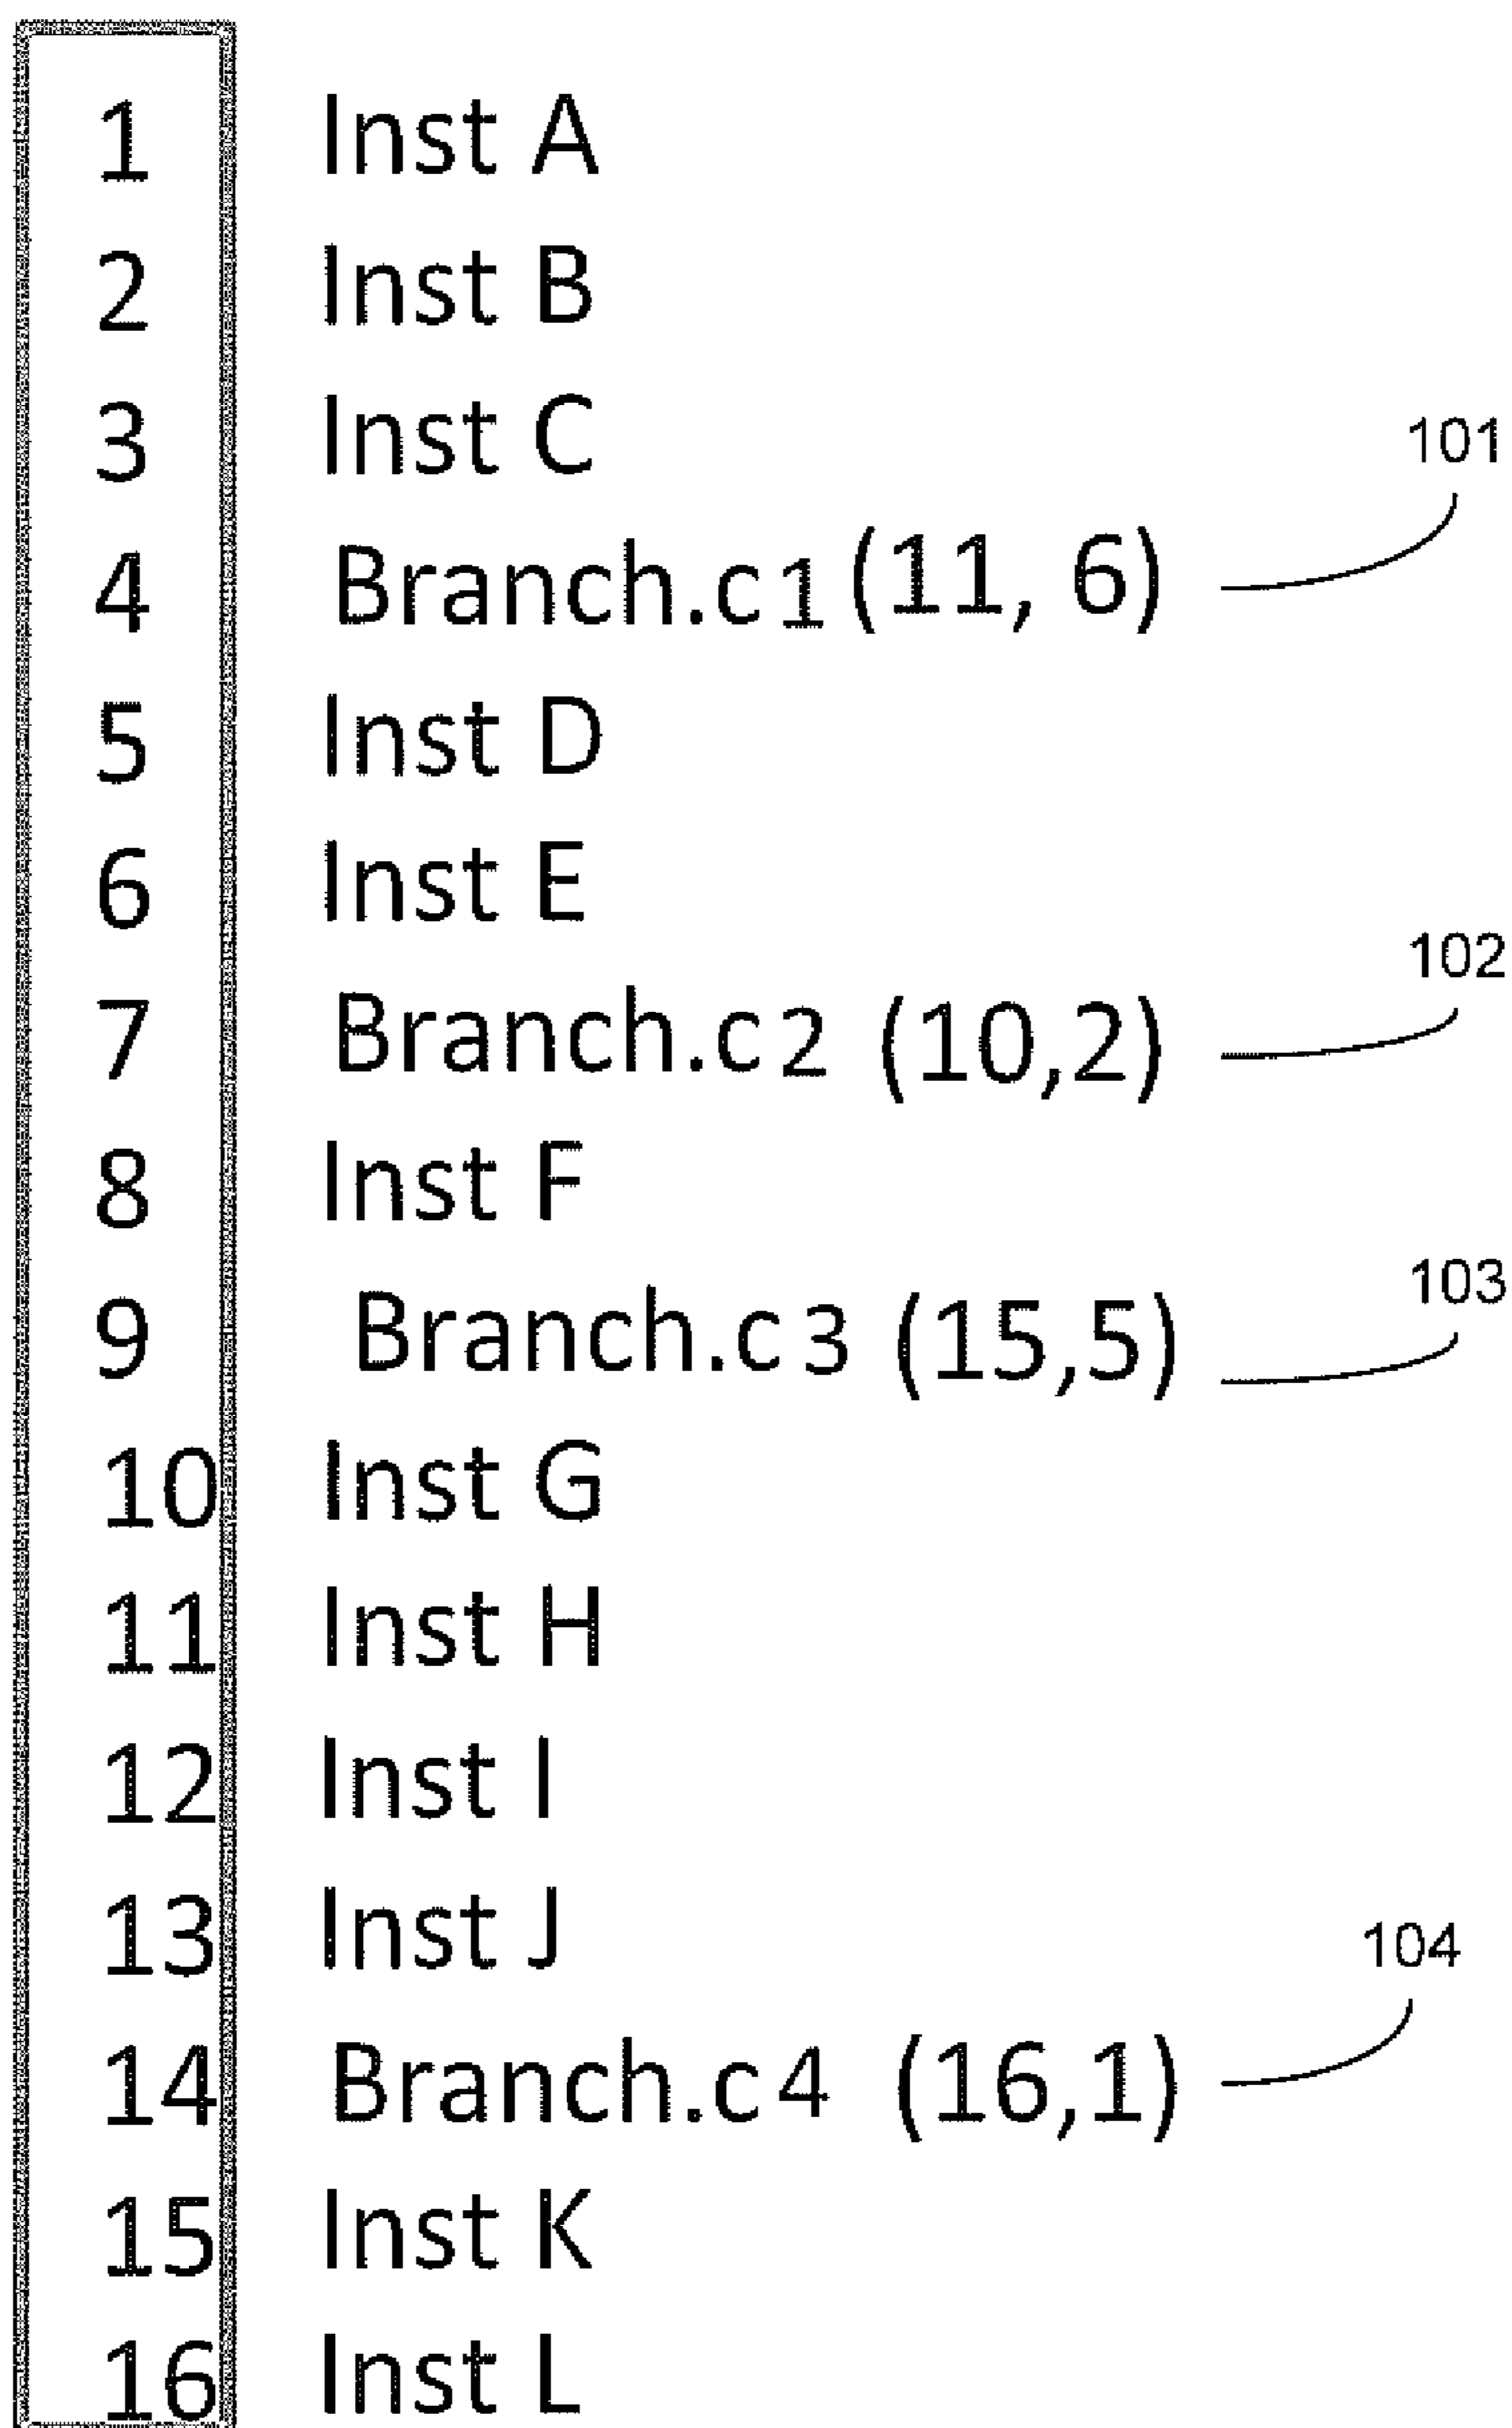 1 Inst A
2 Inst B
3 Inst C
101
4 Branch.c1 (11, 6)
5 Inst D
6 Inst E
102
7 Branch.c2 (10,2)
8 Inst F
103
9 Branch.c3 (15,5)
10 Inst G
11 Inst H
12 Inst I
13 Inst J
104
14 Branch.c4 (16,1)
15 Inst K
16 Inst L